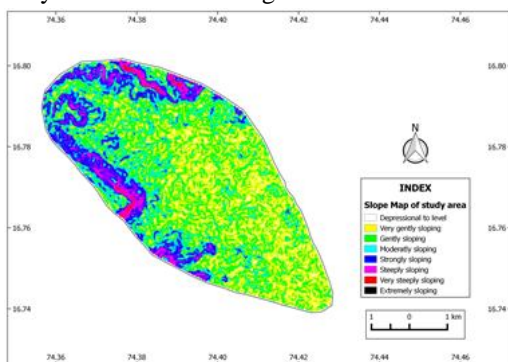 74.36 74.38 74.40 74.42 74.44 74.46
16.80 16.80
16.78 16.78
16.76 16.76
16.74 16.74
N
INDEX
Slope Map of study area
Depressional to level
Very gently sloping
Gently sloping
Moderatly sloping
Strongly sloping
Steeply sloping
Very steeply sloping
Extremely sloping
1 0 1 km
74.36 74.38 74.40 74.42 74.44 74.46